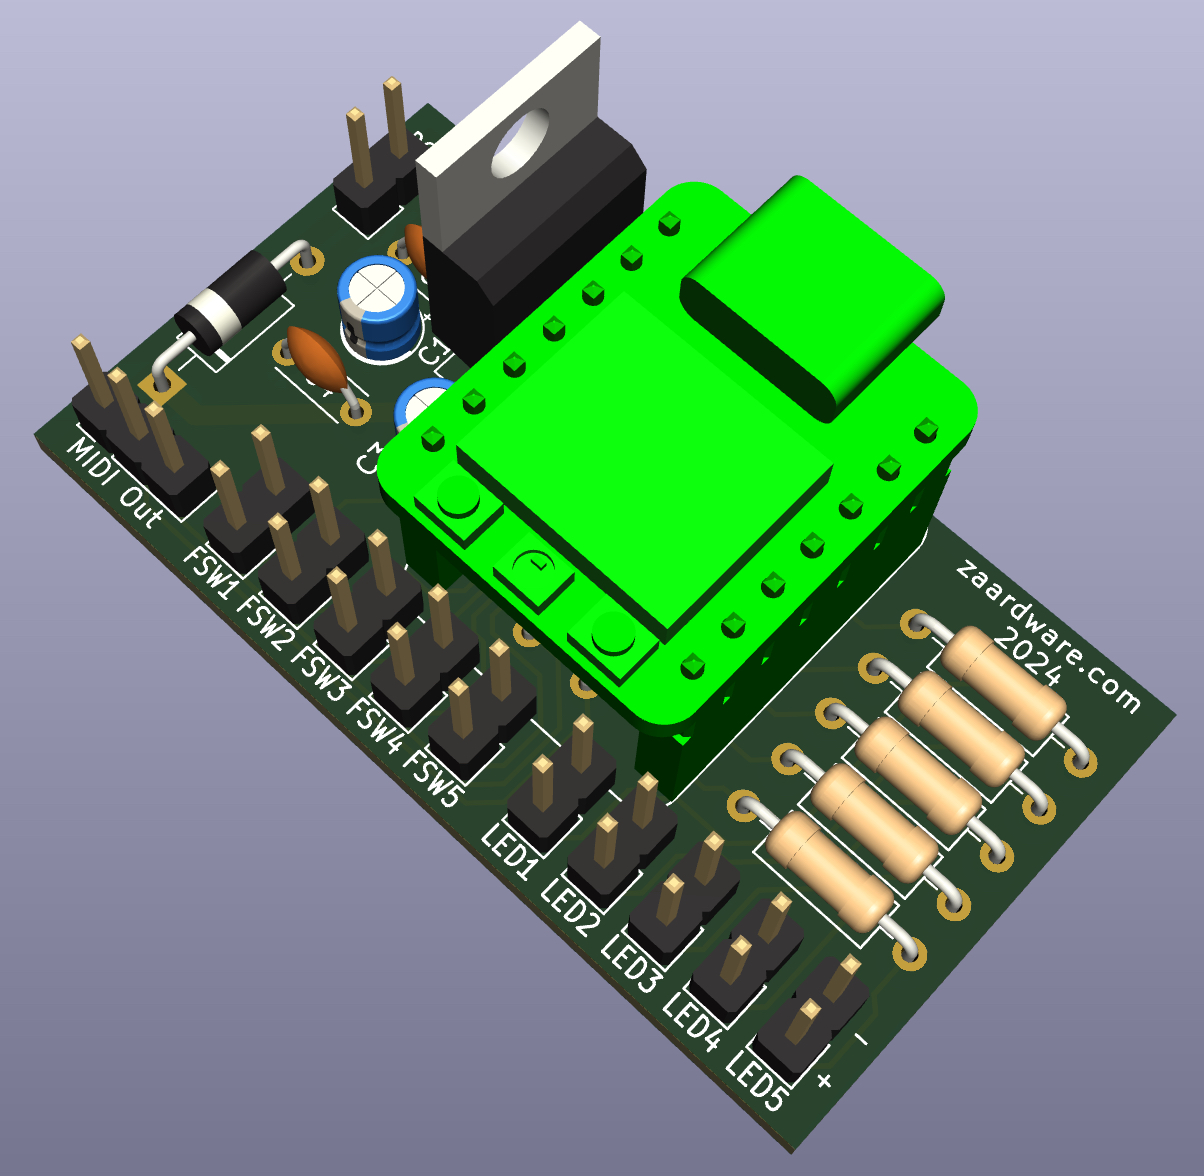 MIDI Out
FSW1
FSW2
FSW3
FSW4
FSW5
LED1
LED2
LED3
LED4
LED5
+
-
zaardware.com
2024